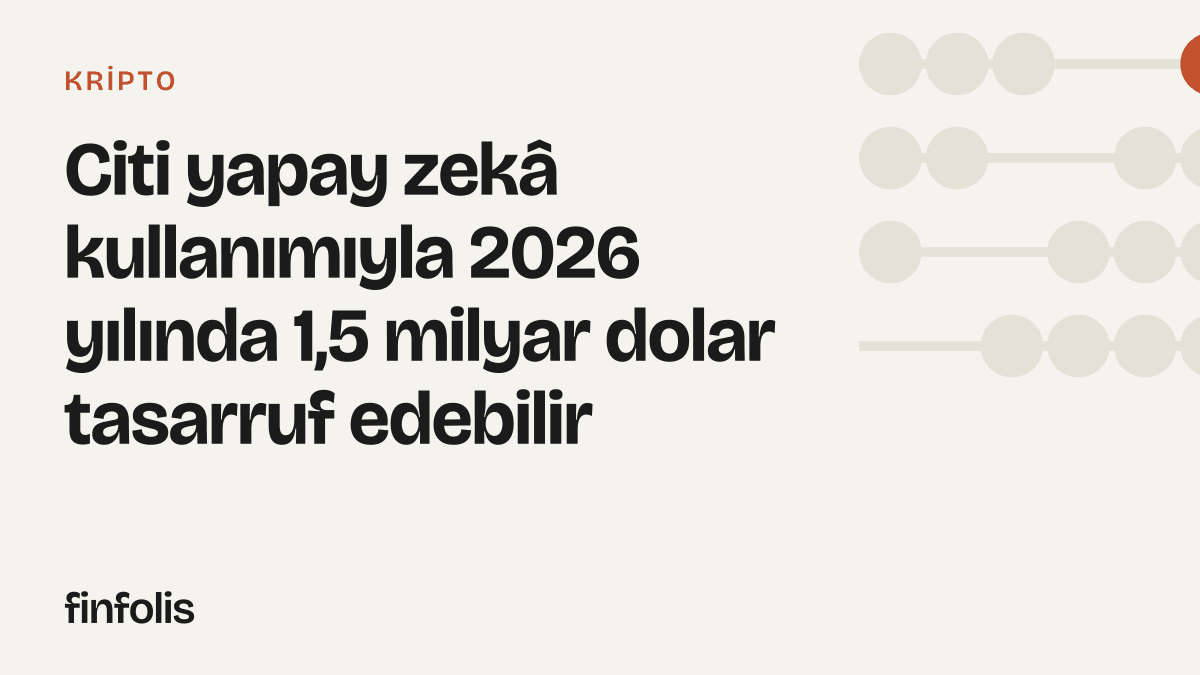 KRİPTO
Citi yapay zekâ
kullanımıyla 2026
yılında 1,5 milyar dolar
tasarruf edebilir
finfolis